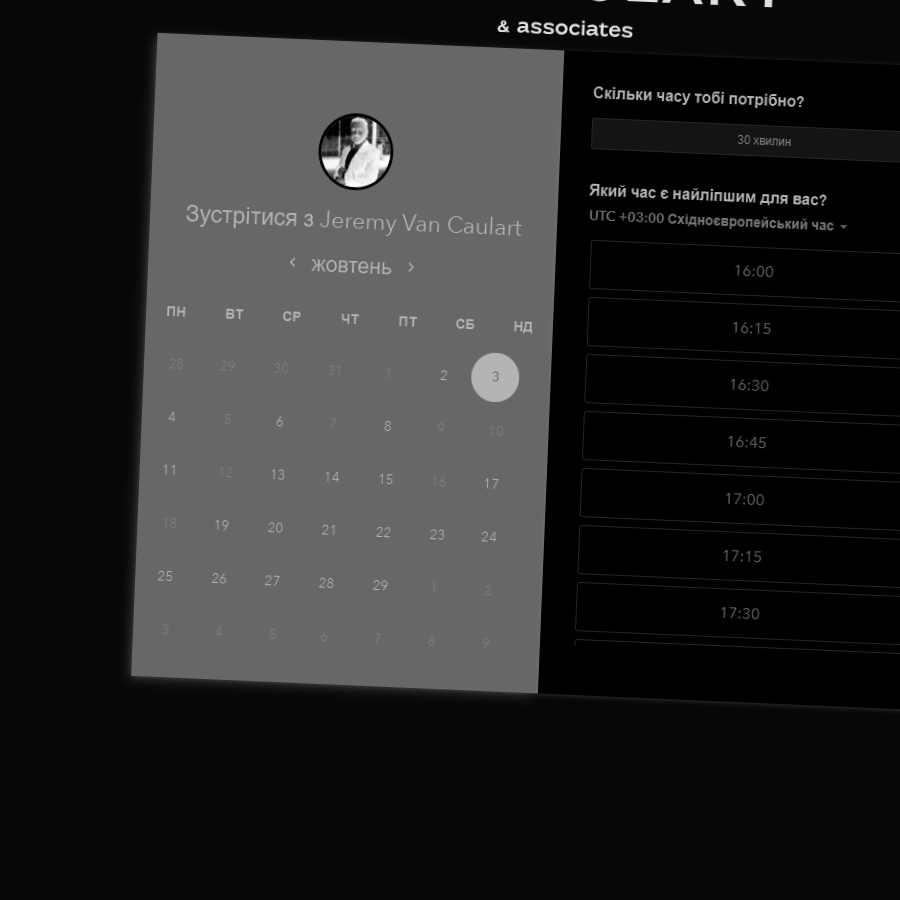 & associates
Зустрітися з Jeremy Van Caulart
жовтень
ПН ВТ СР ЧТ ПТ СБ НД
28 29 30 31 1 2 3
4 5 6 7 8 9 10
11 12 13 14 15 16 17
18 19 20 21 22 23 24
25 26 27 28 29 1 2
3 4 5 6 7 8 9
Скільки часу тобі потрібно?
30 хвилин
Який час є найліпшим для вас?
UTC +03:00 Східноєвропейський час
16:00
16:15
16:30
16:45
17:00
17:15
17:30